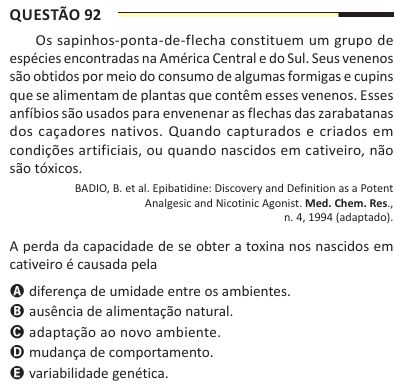 QUESTÃO 92
Os sapinhos-ponta-de-flecha constituem um grupo de
espécies encontradas na América Central e do Sul. Seus venenos
são obtidos por meio do consumo de algumas formigas e cupins
que se alimentam de plantas que contêm esses venenos. Esses
anfíbios são usados para envenenar as flechas das zarabatanas
dos caçadores nativos. Quando capturados e criados em
condições artificiais, ou quando nascidos em cativeiro, não
são tóxicos.
BADIO, B. et al. Epibatidine: Discovery and Definition as a Potent
Analgesic and Nicotinic Agonist. Med. Chem. Res.,
n. 4, 1994 (adaptado).
A perda da capacidade de se obter a toxina nos nascidos em
cativeiro é causada pela
A diferença de umidade entre os ambientes.
B ausência de alimentação natural.
C adaptação ao novo ambiente.
D mudança de comportamento.
E variabilidade genética.